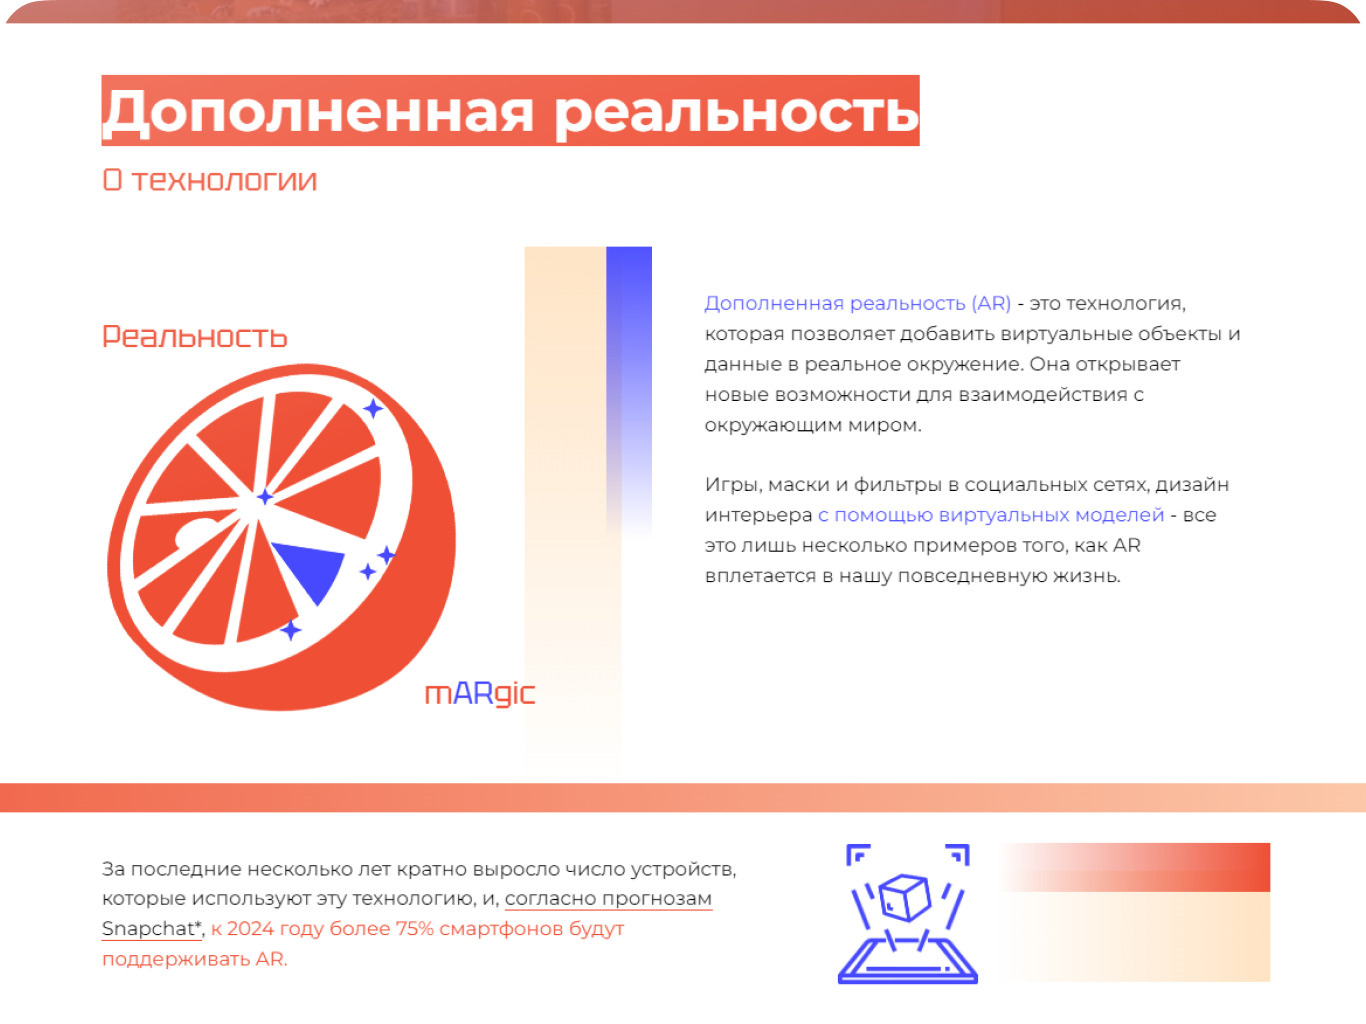 Дополненная реальность
О технологии
Реальность
mARgic
Дополненная реальность (AR) - это технология,
которая позволяет добавить виртуальные объекты и
данные в реальное окружение. Она открывает
новые возможности для взаимодействия с
окружающим миром.
Игры, маски и фильтры в социальных сетях, дизайн
интерьера с помощью виртуальных моделей - все
это лишь несколько примеров того, как AR
вплетается в нашу повседневную жизнь.
За последние несколько лет кратно выросло число устройств,
которые используют эту технологию, и, согласно прогнозам
Snapchat*, к 2024 году более 75% смартфонов будут
поддерживать AR.